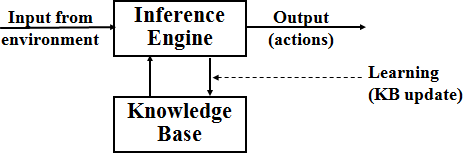 Input from
environment
Inference
Engine
Output
(actions)
Learning
(KB update)
Knowledge
Base